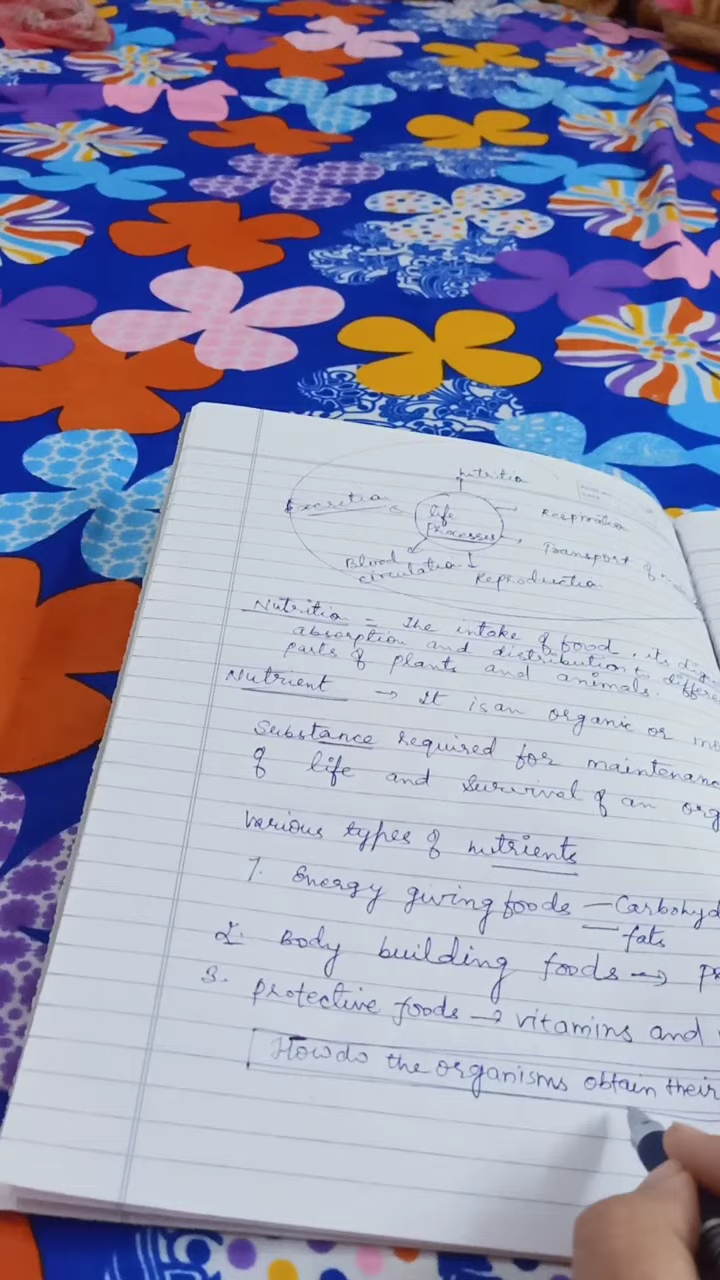 nutrition
Excretion
life
Processes
Respiration
Transport of
Blood
circulation
Reproduction
Nutrition = The intake of food, its
absorption and distribution to
parts of plants and animals.
Nutrient → It is an organic or
substance required for
of life and survival of an
various types of nutrients
1. Energy giving foods —
— fats
2. Body building foods →
3. protective foods → vitamins and
How do the organisms obtain their